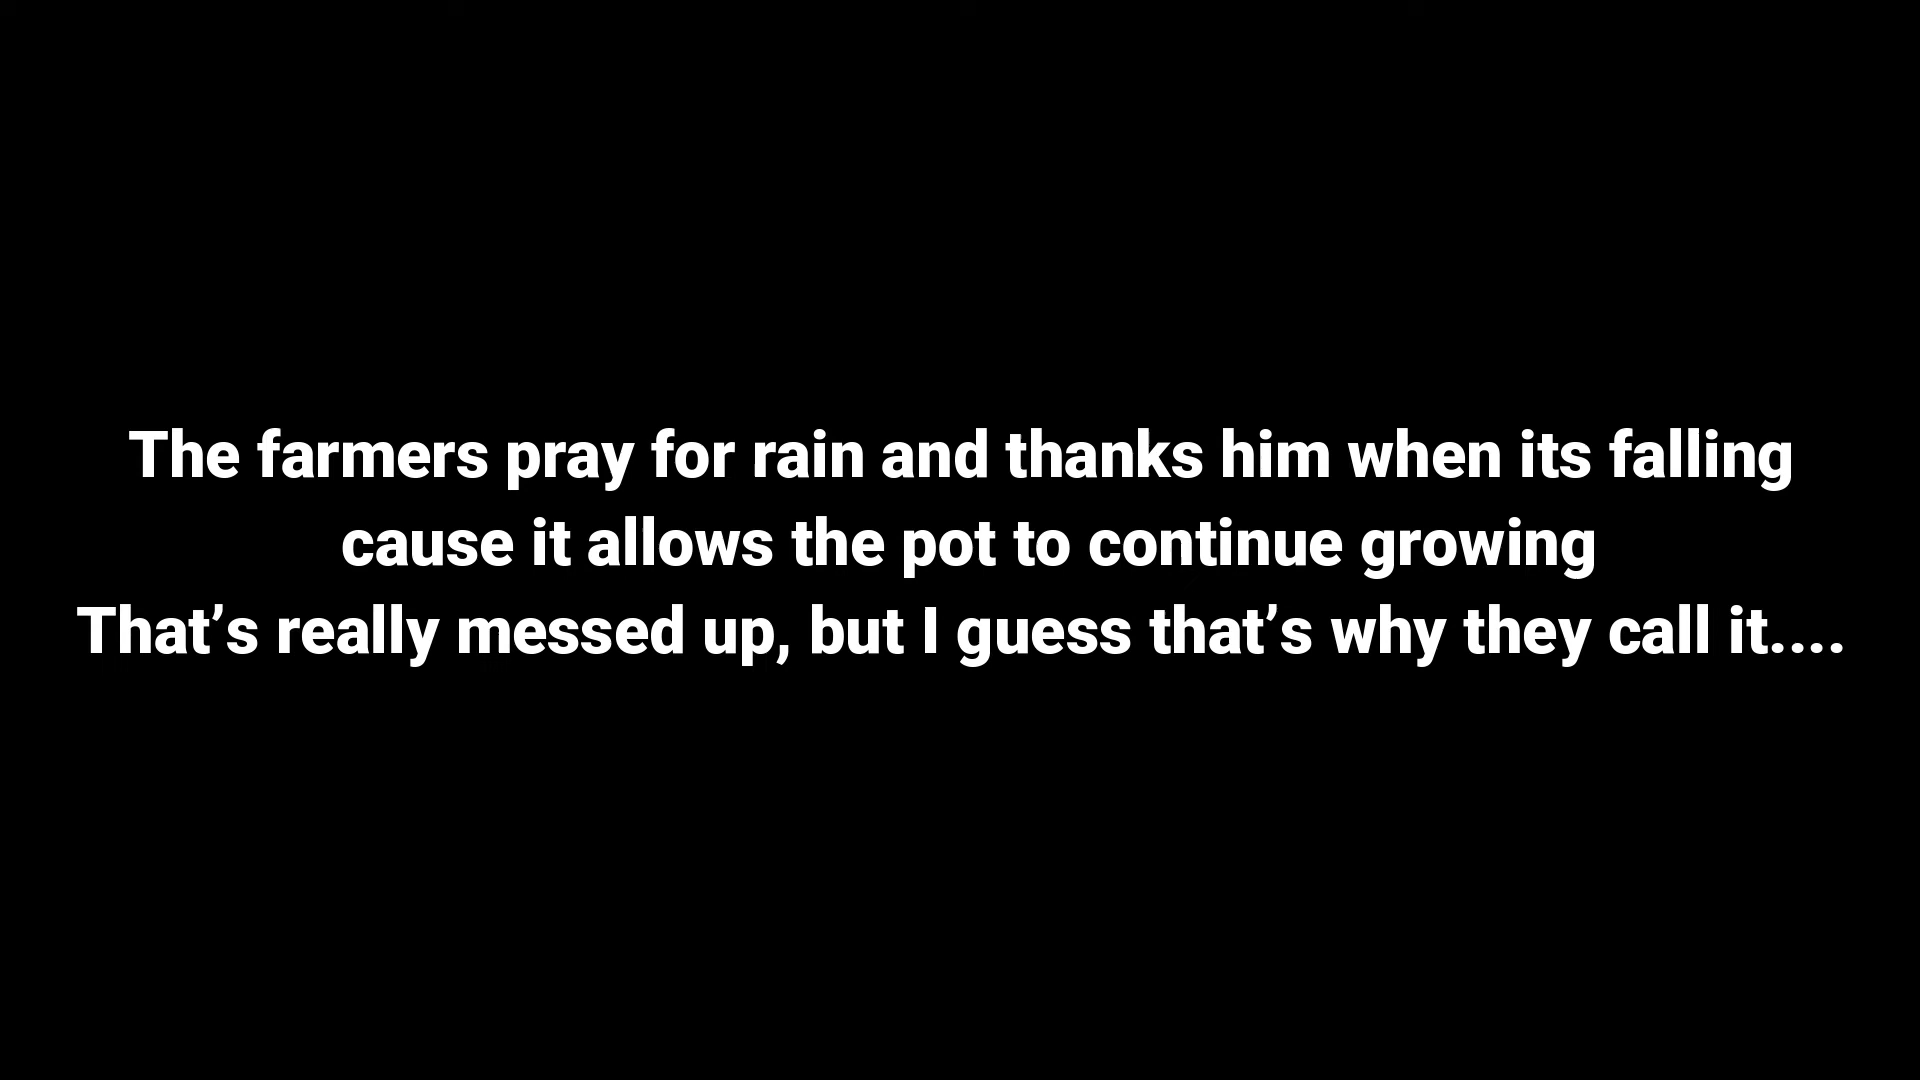 The farmers pray for rain and thanks him when its falling
cause it allows the pot to continue growing
That’s really messed up, but I guess that’s why they call it....